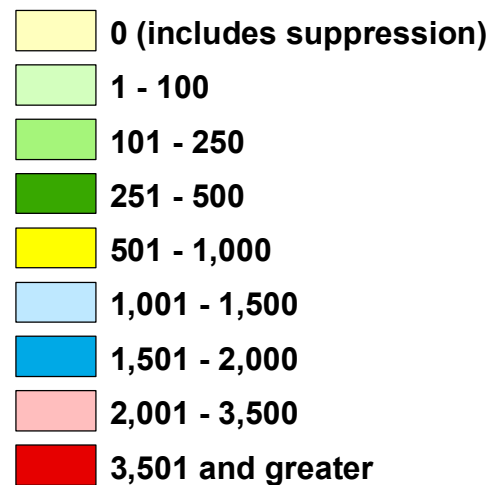 0 (includes suppression)
1 - 100
101 - 250
251 - 500
501 - 1,000
1,001 - 1,500
1,501 - 2,000
2,001 - 3,500
3,501 and greater